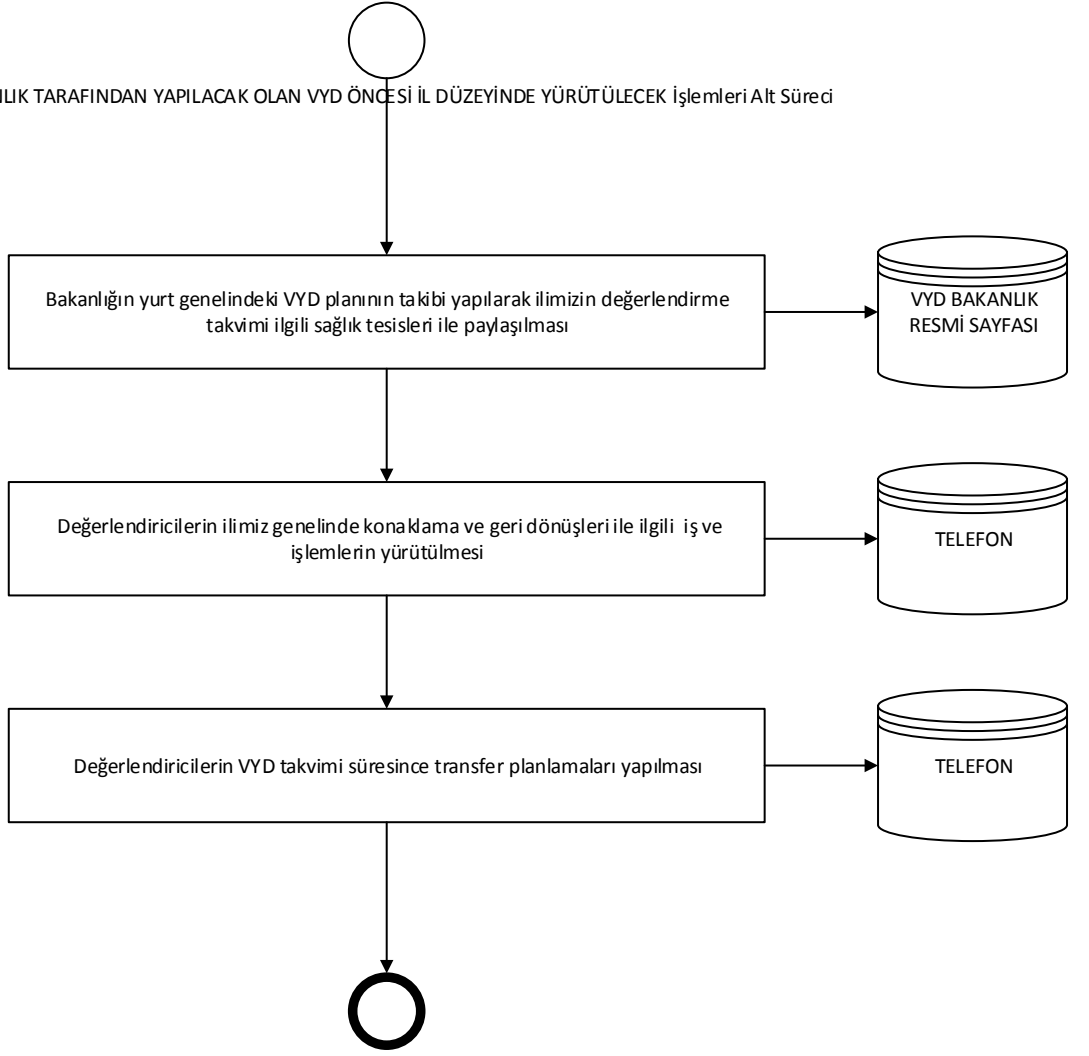 TARAFINDAN YAPILACAK OLAN VYD ÖNCESİ İL DÜZEYİNDE YÜRÜTÜLECEK İşlemleri Alt Süreci
Bakanlığın yurt genelindeki VYD planının takibi yapılarak ilimizin değerlendirme
takvimi ilgili sağlık tesisleri ile paylaşılması
VYD BAKANLIK
RESMİ SAYFASI
Değerlendiricilerin ilimiz genelinde konaklama ve geri dönüşleri ile ilgili iş ve
işlemlerin yürütülmesi
TELEFON
Değerlendiricilerin VYD takvimi süresince transfer planlamaları yapılması
TELEFON